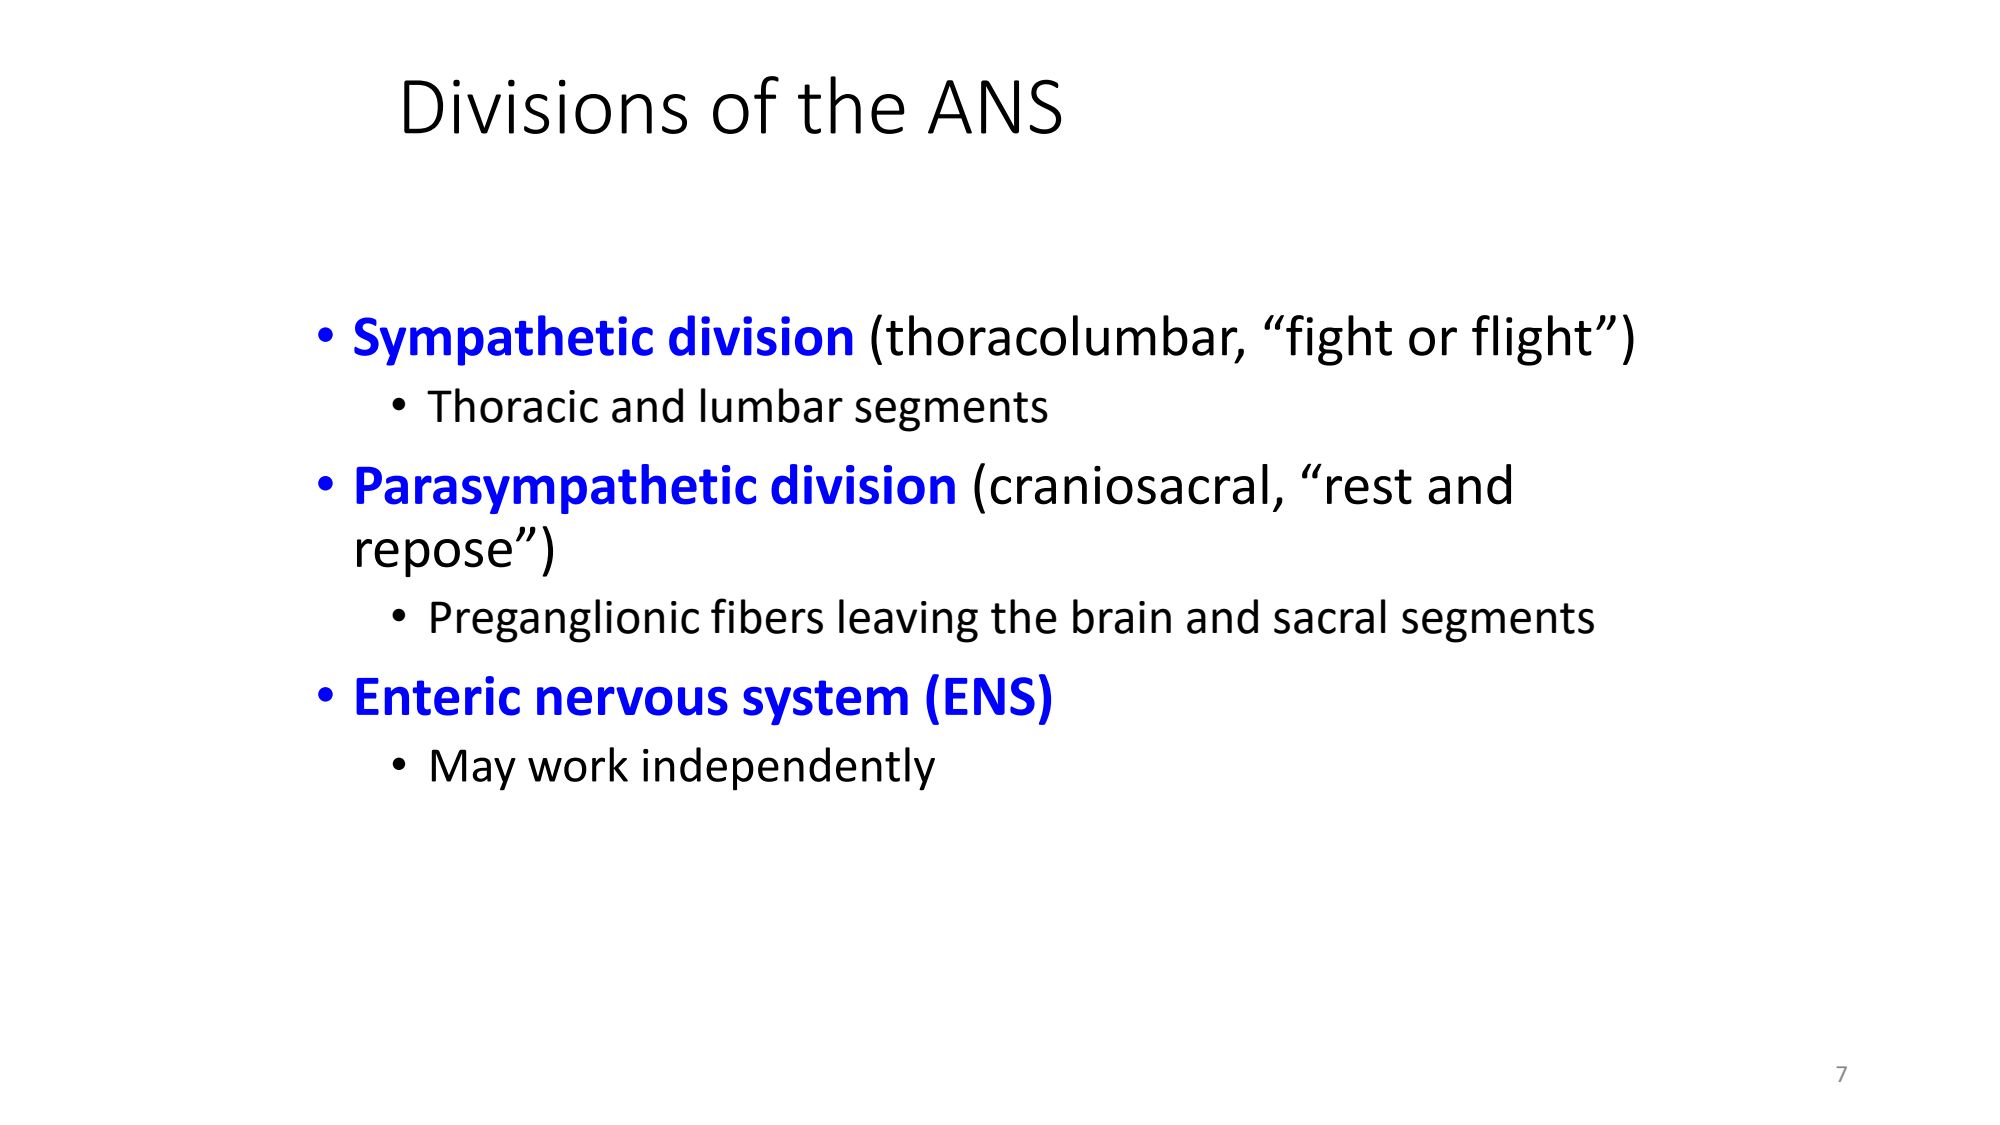 Divisions of the ANS
• Sympathetic division (thoracolumbar, “fight or flight”)
• Thoracic and lumbar segments
• Parasympathetic division (craniosacral, “rest and
repose”)
• Preganglionic fibers leaving the brain and sacral segments
• Enteric nervous system (ENS)
• May work independently
7